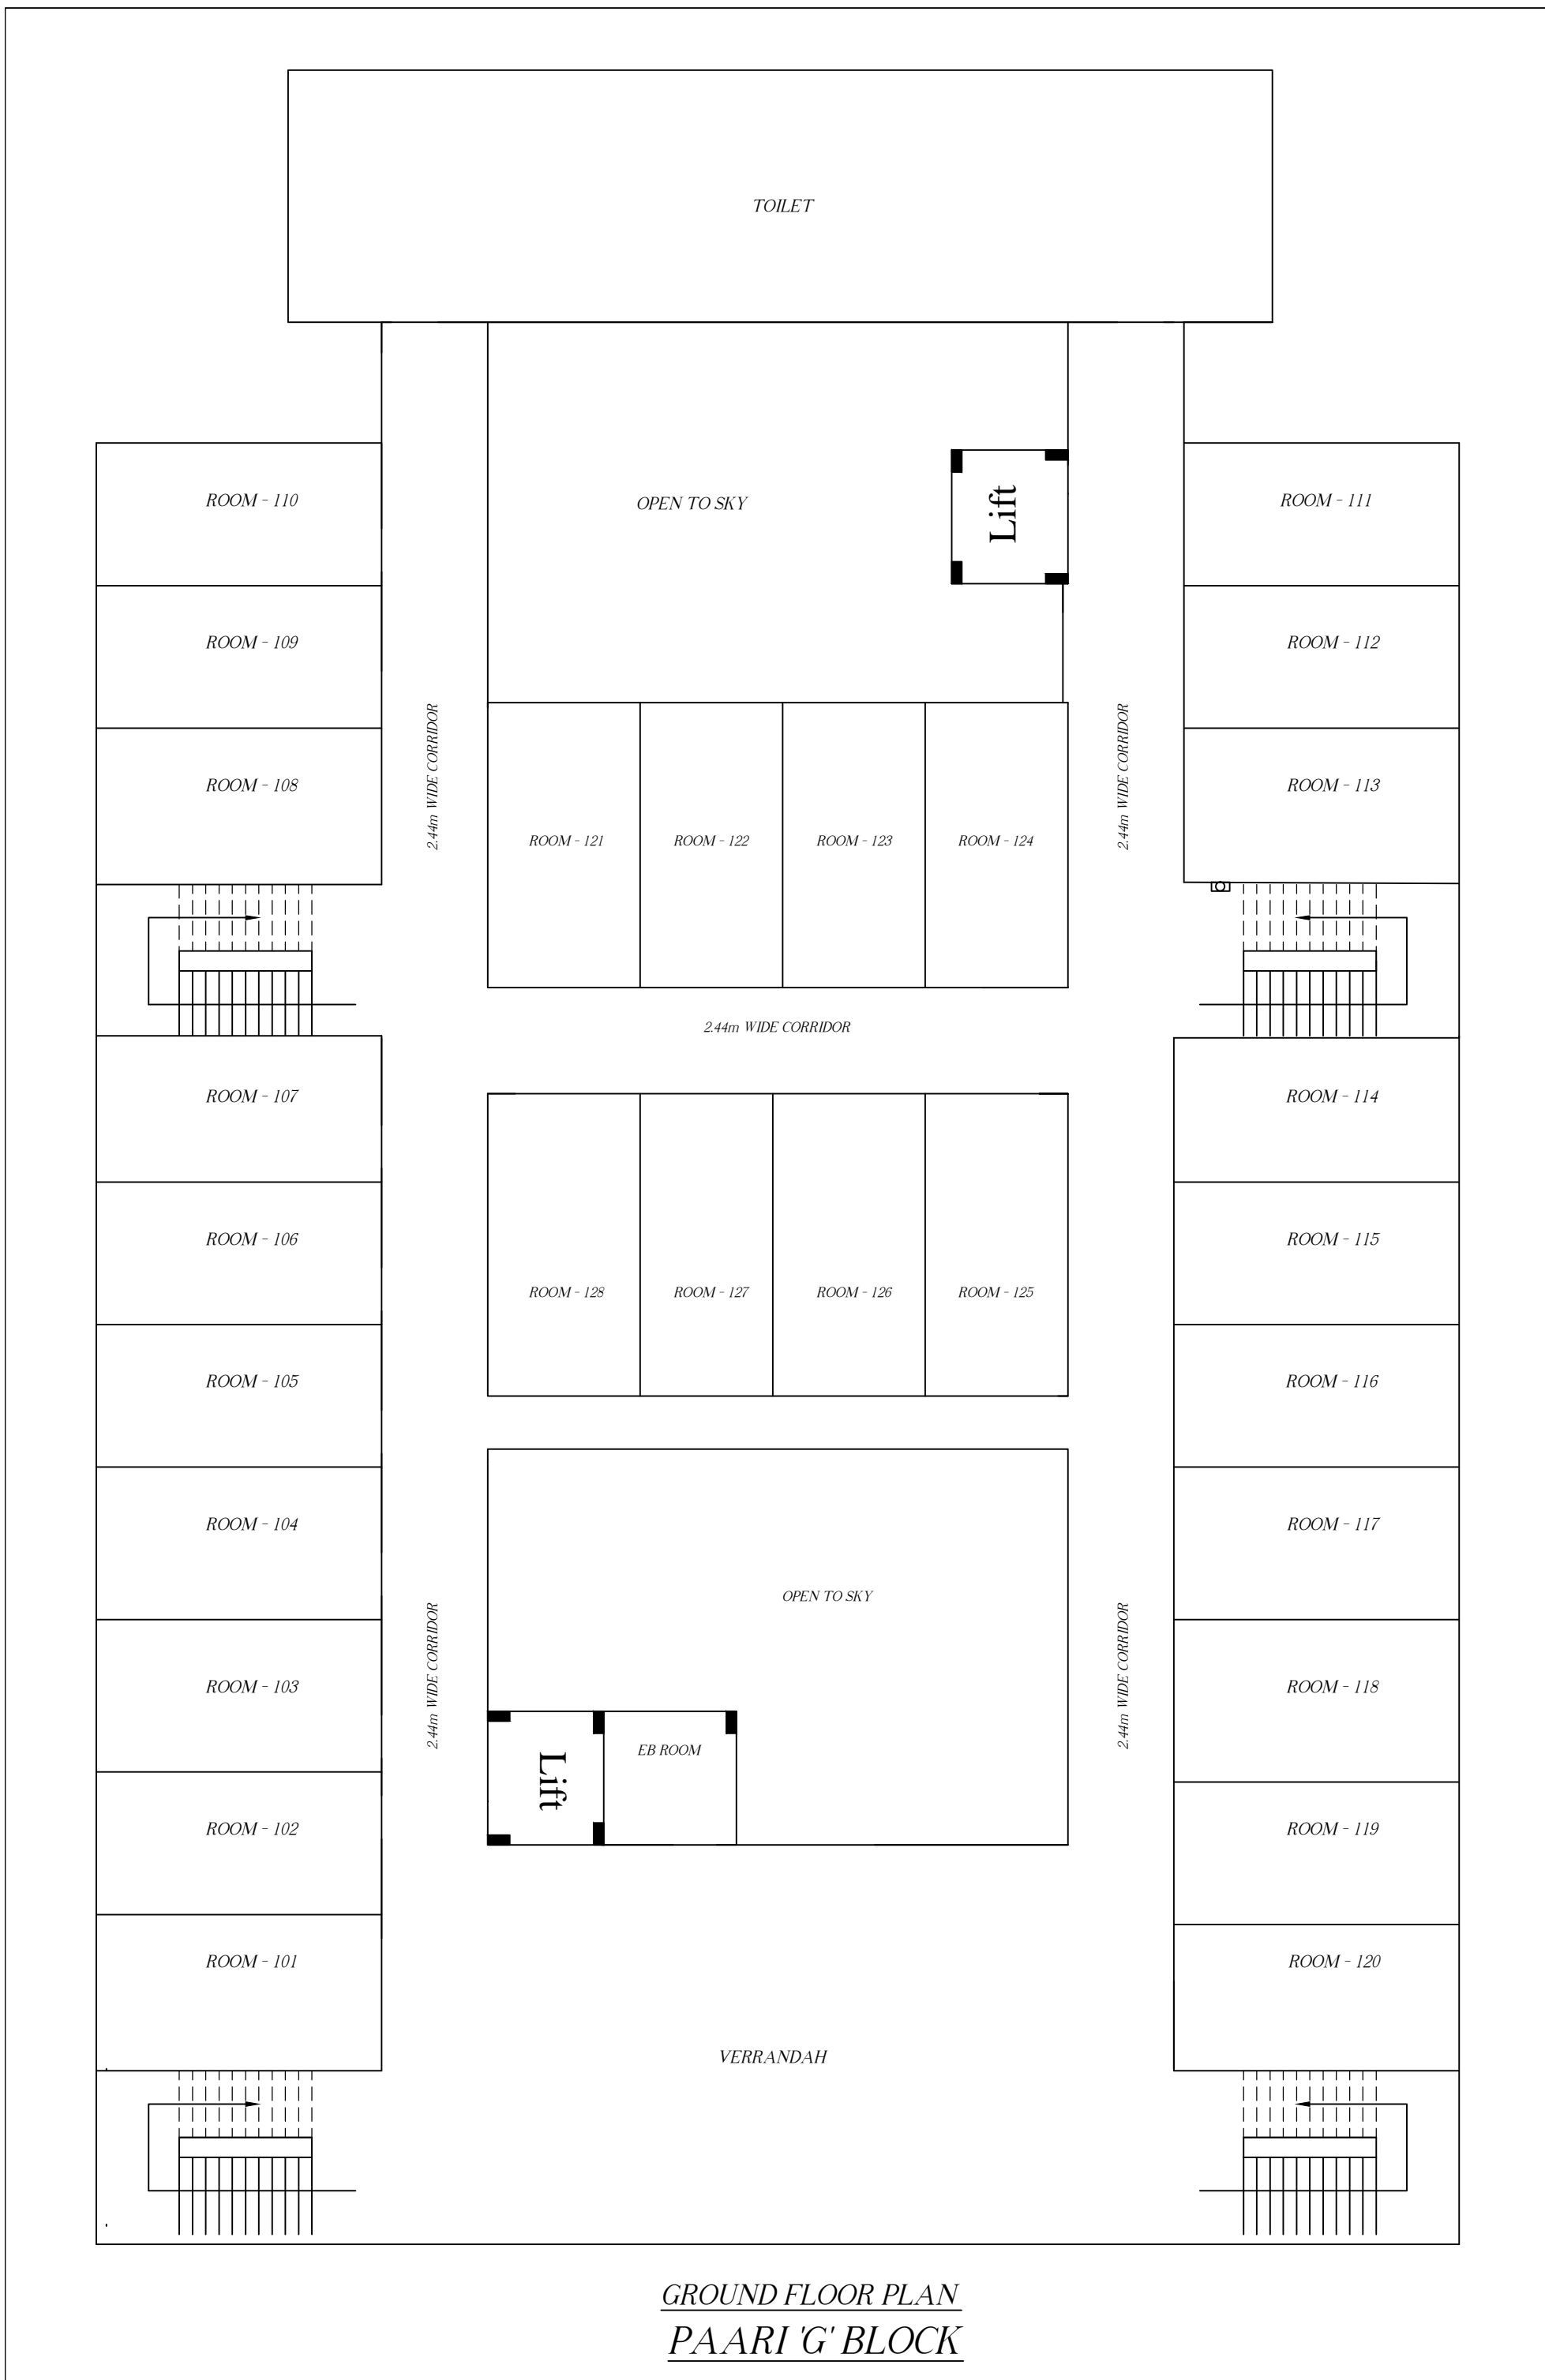 TOILET
ROOM - 110
OPEN TO SKY
Lift
ROOM - 111
ROOM - 109
ROOM - 112
2.44m WIDE CORRIDOR
2.44m WIDE CORRIDOR
ROOM - 108
ROOM - 113
ROOM - 121
ROOM - 122
ROOM - 123
ROOM - 124
2.44m WIDE CORRIDOR
ROOM - 107
ROOM - 114
ROOM - 106
ROOM - 115
ROOM - 128
ROOM - 127
ROOM - 126
ROOM - 125
ROOM - 105
ROOM - 116
ROOM - 104
ROOM - 117
OPEN TO SKY
2.44m WIDE CORRIDOR
2.44m WIDE CORRIDOR
ROOM - 103
ROOM - 118
EB ROOM
Lift
ROOM - 102
ROOM - 119
ROOM - 101
ROOM - 120
VERRANDAH
GROUND FLOOR PLAN
PAARI 'G' BLOCK